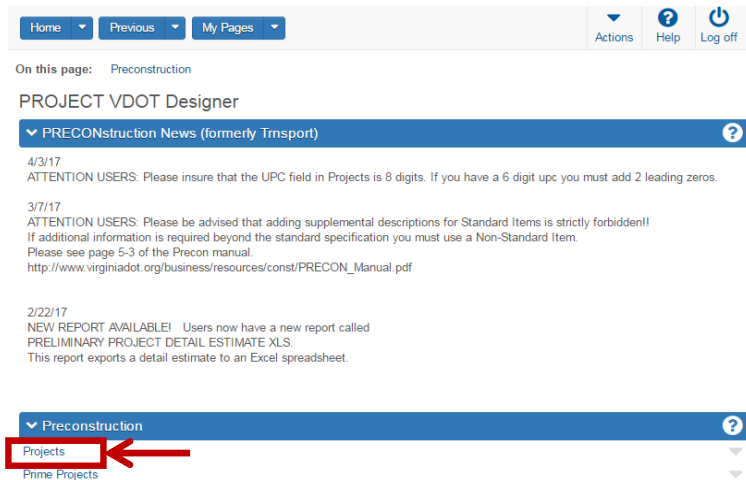 Home Previous My Pages
Actions Help Log off
On this page: Preconstruction
PROJECT VDOT Designer
PRECONstruction News (formerly Trnsport)
4/3/17
ATTENTION USERS: Please insure that the UPC field in Projects is 8 digits. If you have a 6 digit upc you must add 2 leading zeros.
3/7/17
ATTENTION USERS: Please be advised that adding supplemental descriptions for Standard Items is strictly forbidden!!
If additional information is required beyond the standard specification you must use a Non-Standard Item.
Please see page 5-3 of the Precon manual.
http://www.virginiadot.org/business/resources/const/PRECON_Manual.pdf
2/22/17
NEW REPORT AVAILABLE! Users now have a new report called
PRELIMINARY PROJECT DETAIL ESTIMATE XLS.
This report exports a detail estimate to an Excel spreadsheet.
Preconstruction
Projects
Prime Projects